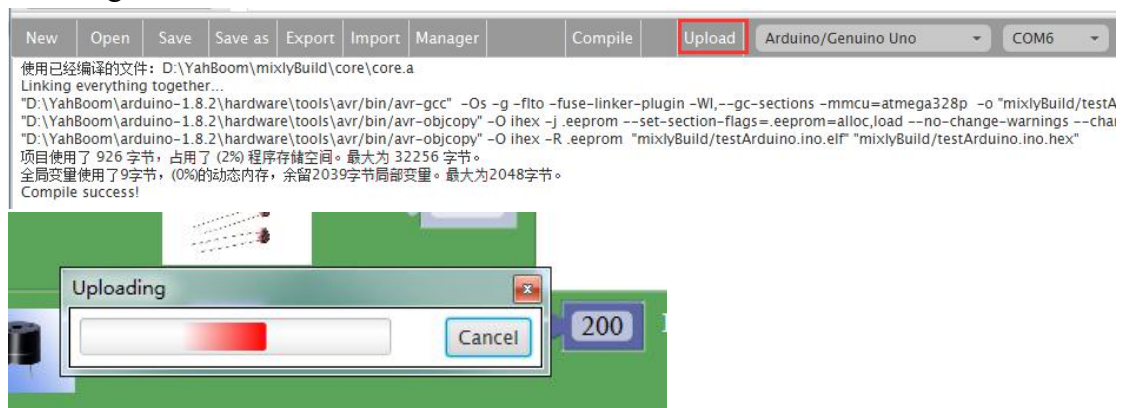 New Open Save Save as Export Import Manager Compile Upload Arduino/Genuino Uno COM6
使用已经编译的文件: D:\YahBoom\mixlyBuild\core\core.a
Linking everything together...
"D:\YahBoom\arduino-1.8.2\hardware\tools\avr/bin/avr-gcc" -Os -g -flto -fuse-linker-plugin -Wl,--gc-sections -mmcu=atmega328p -o "mixlyBuild/testA
"D:\YahBoom\arduino-1.8.2\hardware\tools\avr/bin/avr-objcopy" -O ihex -j .eeprom --set-section-flags=.eeprom=alloc,load --no-change-warnings --chan
"D:\YahBoom\arduino-1.8.2\hardware\tools\avr/bin/avr-objcopy" -O ihex -R .eeprom "mixlyBuild/testArduino.ino.elf" "mixlyBuild/testArduino.ino.hex"
项目使用了 926 字节，占用了 (2%) 程序存储空间。最大为 32256 字节。
全局变量使用了9字节，(0%)的动态内存，余留2039字节局部变量。最大为2048字节。
Compile success!
Uploading
Cancel
200